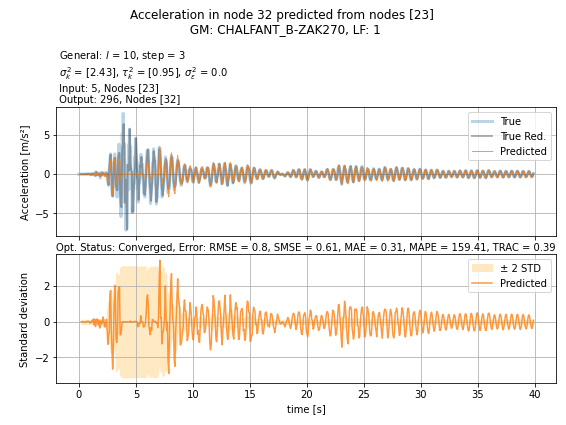 Acceleration in node 32 predicted from nodes [23]
GM: CHALFANT_B-ZAK270, LF: 1
General: l = 10, step = 3
σ²ₖ = [2.43], τ²ₖ = [0.95], σ²ε = 0.0
Input: 5, Nodes [23]
Output: 296, Nodes [32]
Acceleration [m/s²]
5
0
−5
True
True Red.
Predicted
Opt. Status: Converged, Error: RMSE = 0.8, SMSE = 0.61, MAE = 0.31, MAPE = 159.41, TRAC = 0.39
Standard deviation
2
0
−2
± 2 STD
Predicted
0 5 10 15 20 25 30 35 40
time [s]